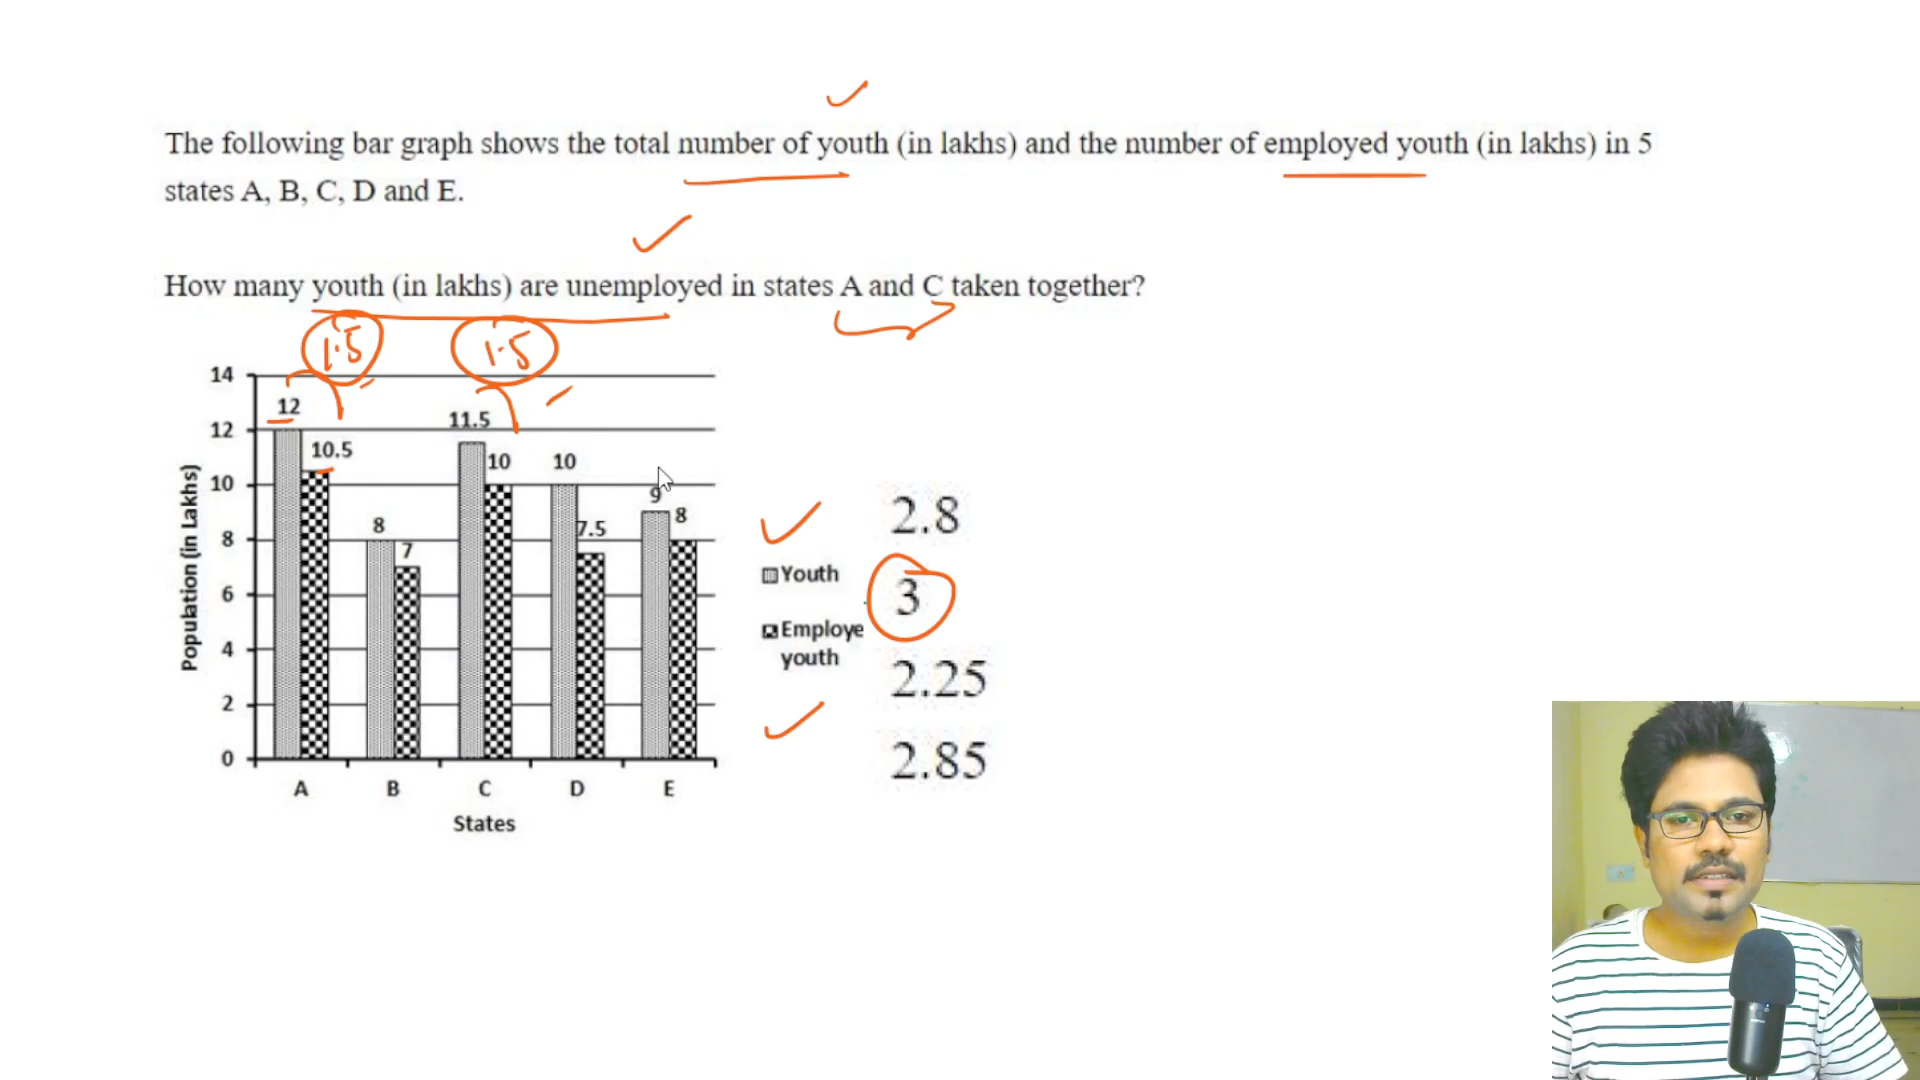 The following bar graph shows the total number of youth (in lakhs) and the number of employed youth (in lakhs) in 5
states A, B, C, D and E.
How many youth (in lakhs) are unemployed in states A and C taken together?
1.5 1.5
14
12
10
8
6
4
2
0
Population (in Lakhs)
12
10.5
8
7
11.5
10
10
7.5
9
8
A B C D E
States
Youth
Employe
youth
2.8
3
2.25
2.85